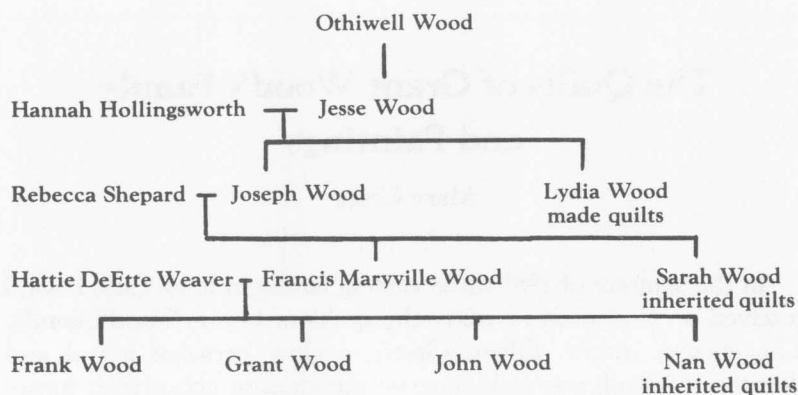 Othiwell Wood
Hannah Hollingsworth Jesse Wood
Rebecca Shepard Joseph Wood Lydia Wood
made quilts
Hattie DeEtte Weaver Francis Maryville Wood Sarah Wood
inherited quilts
Frank Wood Grant Wood John Wood Nan Wood
inherited quilts